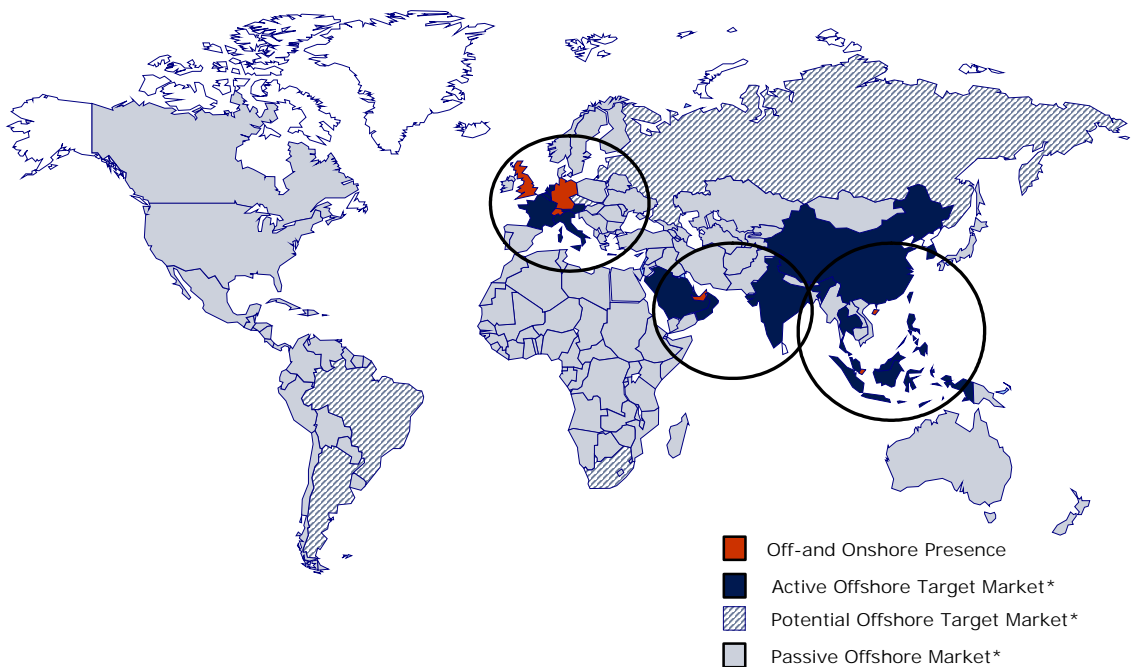 Off-and Onshore Presence
Active Offshore Target Market*
Potential Offshore Target Market*
Passive Offshore Market*